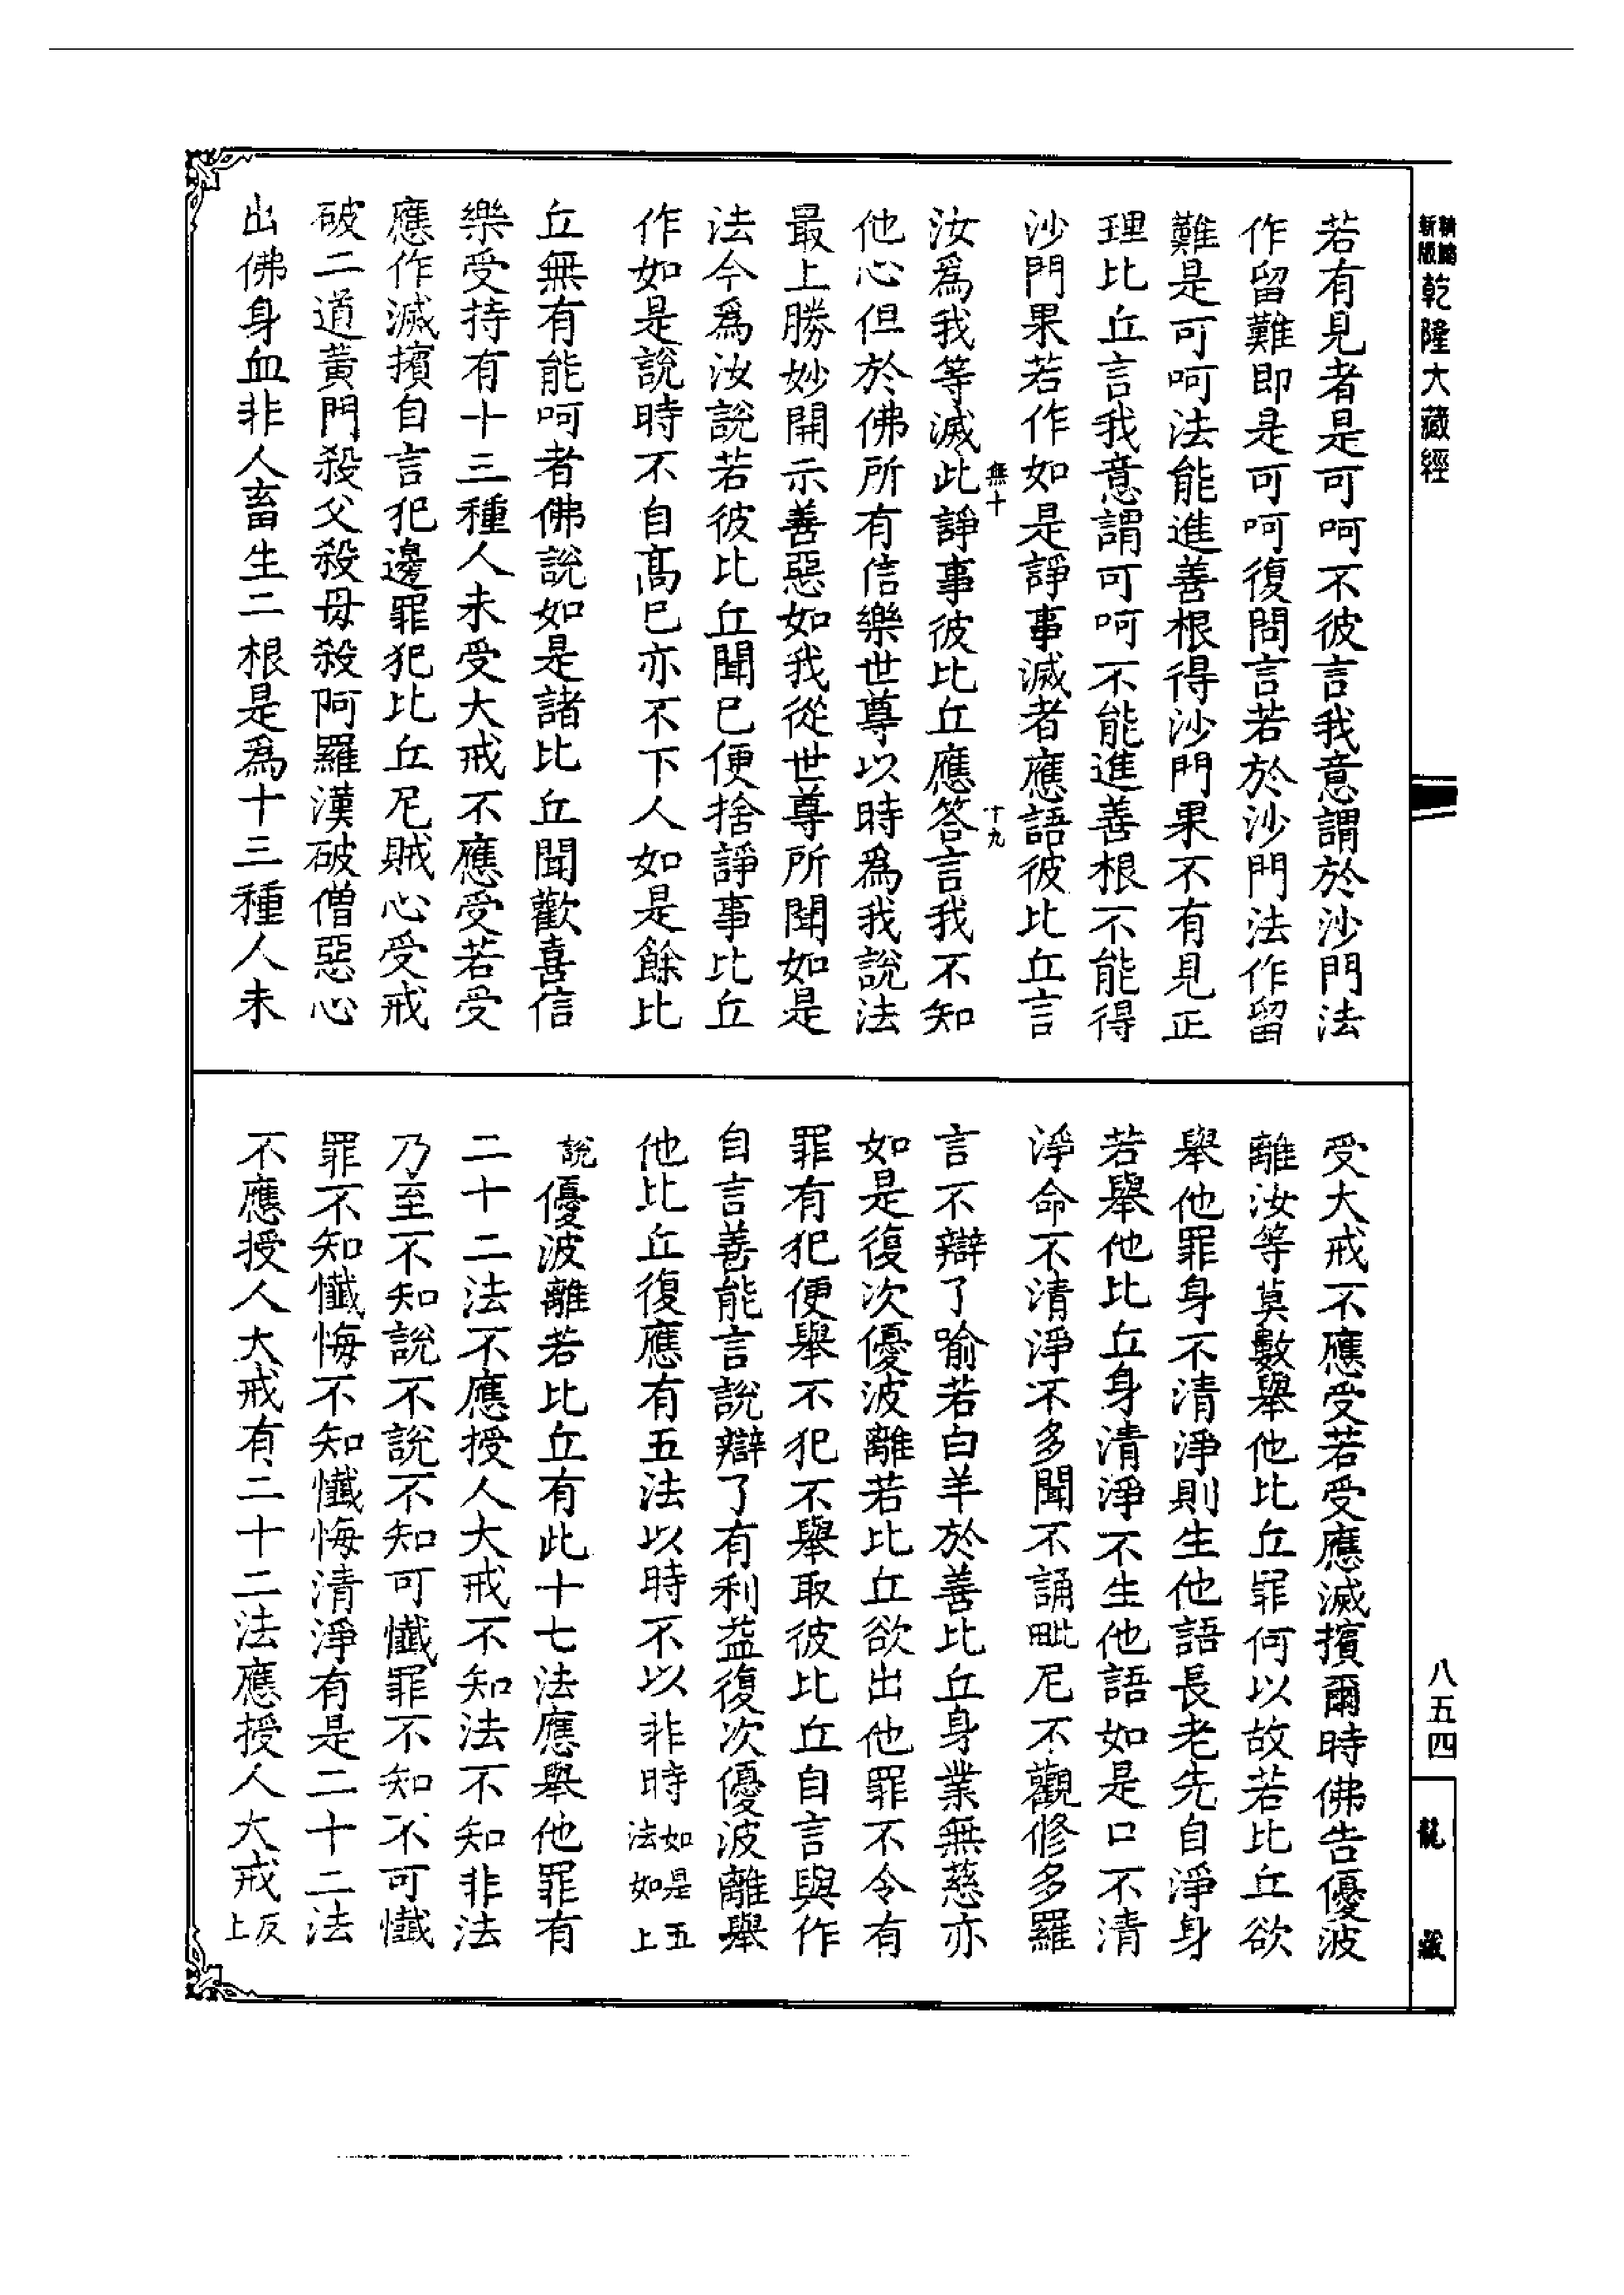 新編
新版
乾隆大藏經
若有見者是可呵不彼言我意謂於沙門法
作留難即是可呵復問言若於沙門法作留
難是可呵法能進善根得沙門果不有見正
理比丘言我意謂可呵不能進善根不能得
沙門果若作如是諍事滅者應語彼比丘言
無十
十九
汝爲我等滅此諍事彼比丘應答言我不知
他心但於佛所有信樂世尊以時爲我說法
最上勝妙開示善惡如我從世尊所聞如是
法今爲汝說若彼比丘聞已便捨諍事比丘
作如是說時不自高已亦不下人如是餘比
丘無有能呵者佛說如是諸比丘聞歡喜信
樂受持有十三種人未受大戒不應受若受
應作滅擯自言犯邊罪犯比丘尼賊心受戒
破二道黃門殺父殺母殺阿羅漢破僧惡心
出佛身血非人畜生二根是爲十三種人未
受大戒不應受若受應滅擯爾時佛告優波
離汝等莫數舉他比丘罪何以故若比丘欲
舉他罪身不清淨則生他語長老先自淨身
若舉他比丘身清淨不生他語如是口不清
淨命不清淨不多聞不誦毗尼不觀修多羅
言不辯了喻若白羊於善比丘身業無慈亦
如是復次優波離若比丘欲出他罪不令有
罪有犯便舉不犯不舉取彼比丘自言與作
自言善能言說辯了有利益復次優波離舉
他比丘復應有五法以時不以非時如是五法如上
說優波離若比丘有此十七法應舉他罪有
二十二法不應授人大戒不知法不知非法
乃至不知說不說不知可懺罪不知不可懺
罪不知懺悔不知懺悔清淨有是二十二法
不應授人大戒有二十二法應授人大戒反上
八五四
龍藏